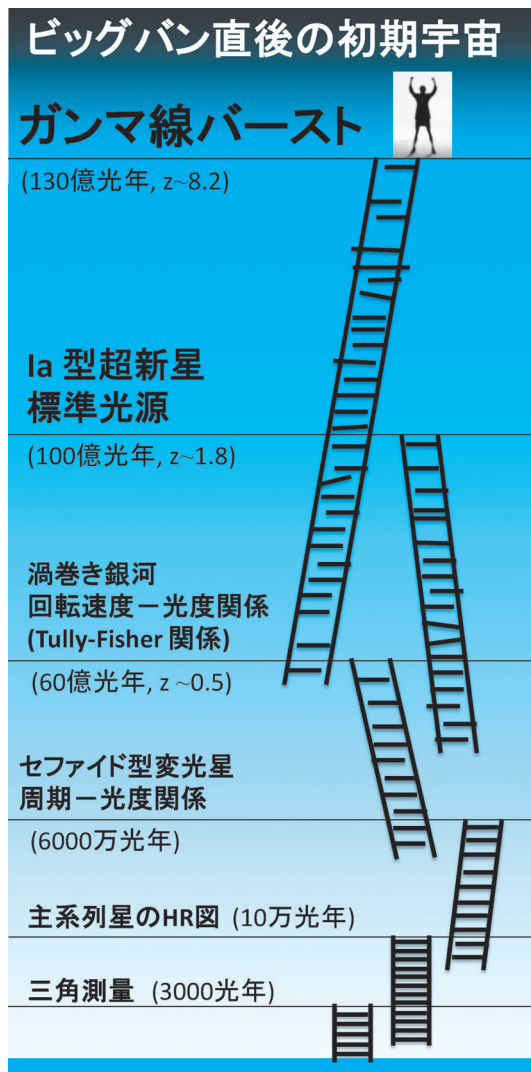 ビッグバン直後の初期宇宙
ガンマ線バースト
(130億光年, z~8.2)
Ia 型超新星
標準光源
(100億光年, z~1.8)
渦巻き銀河
回転速度－光度関係
(Tully-Fisher 関係)
(60億光年, z ~0.5)
セファイド型変光星
周期－光度関係
(6000万光年)
主系列星のHR図 (10万光年)
三角測量 (3000光年)